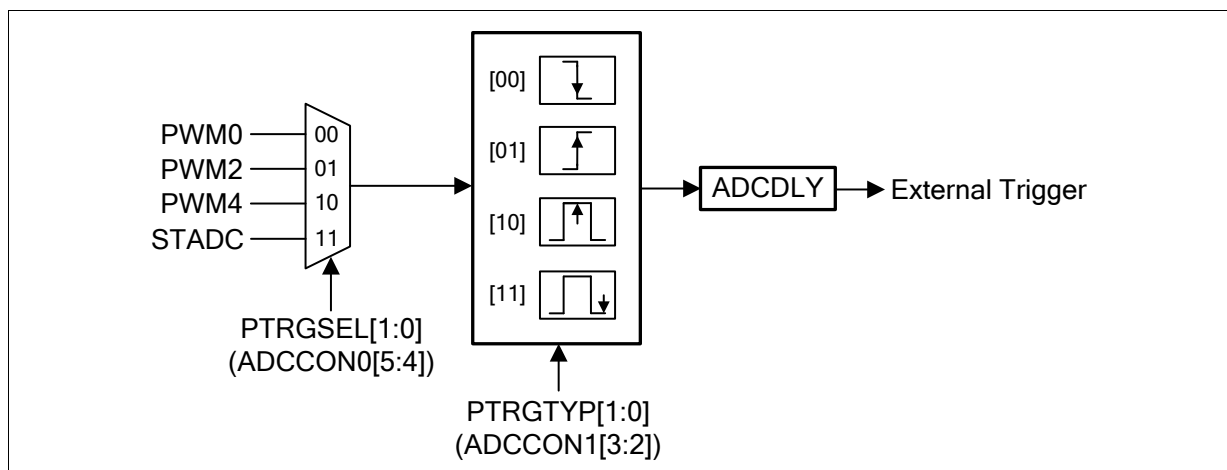 PWM0
PWM2
PWM4
STADC
00
01
10
11
PTRGSEL[1:0]
(ADCCON0[5:4])
[00]
[01]
[10]
[11]
PTRGTYP[1:0]
(ADCCON1[3:2])
ADCDLY
External Trigger